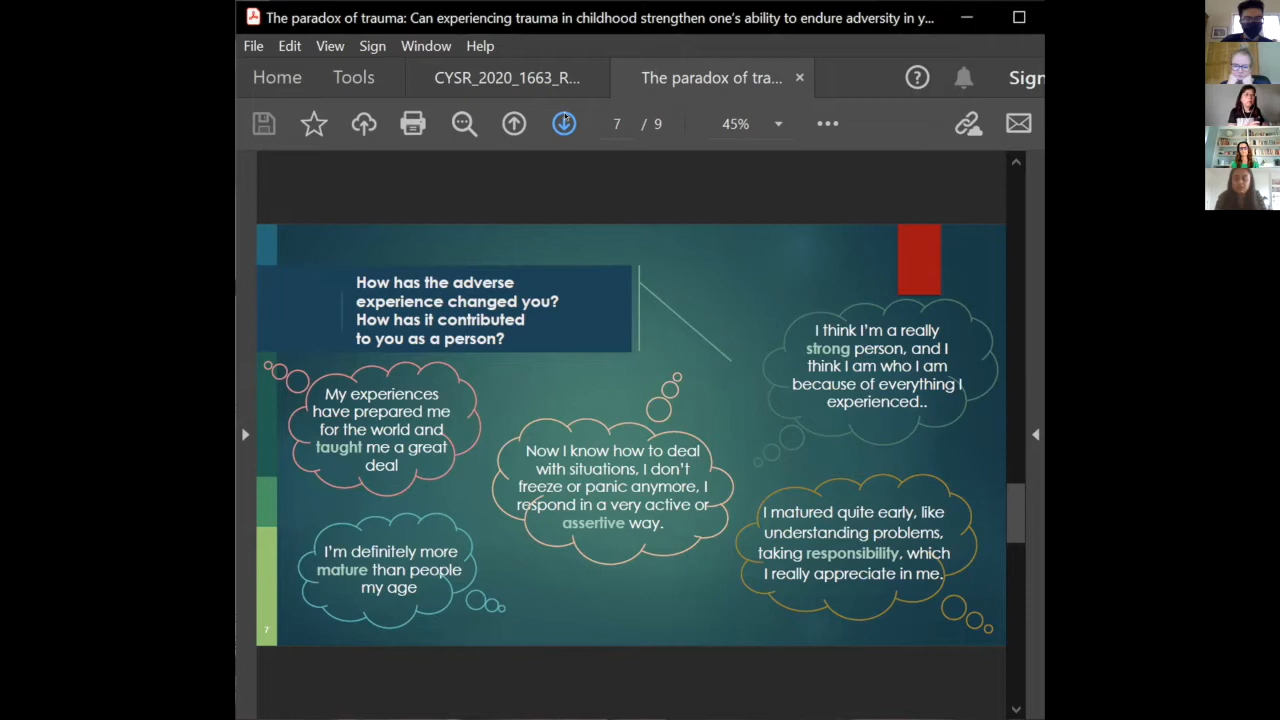 The paradox of trauma: Can experiencing trauma in childhood strengthen one's ability to endure adversity in y...
File Edit View Sign Window Help
Home Tools CYSR_2020_1663_R... The paradox of tra... × ? Sign
7 / 9 45%
How has the adverse
experience changed you?
How has it contributed
to you as a person?
I think I'm a really
strong person, and I
think I am who I am
because of everything I
experienced..
My experiences
have prepared me
for the world and
taught me a great
deal
Now I know how to deal
with situations, I don't
freeze or panic anymore, I
respond in a very active or
assertive way.
I matured quite early, like
understanding problems,
taking responsibility, which
I really appreciate in me.
I'm definitely more
mature than people
my age
7